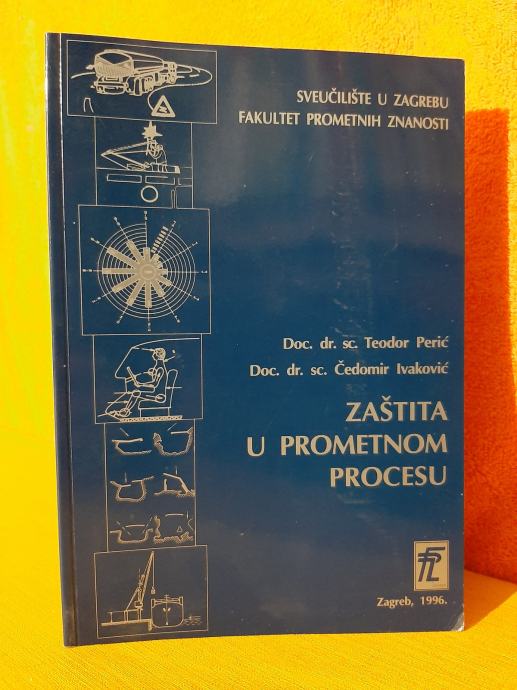 SVEUČILIŠTE U ZAGREBU
FAKULTET PROMETNIH ZNANOSTI
Doc. dr. sc. Teodor Perić
Doc. dr. sc. Čedomir Ivaković
ZAŠTITA
U PROMETNOM
PROCESU
Zagreb, 1996.